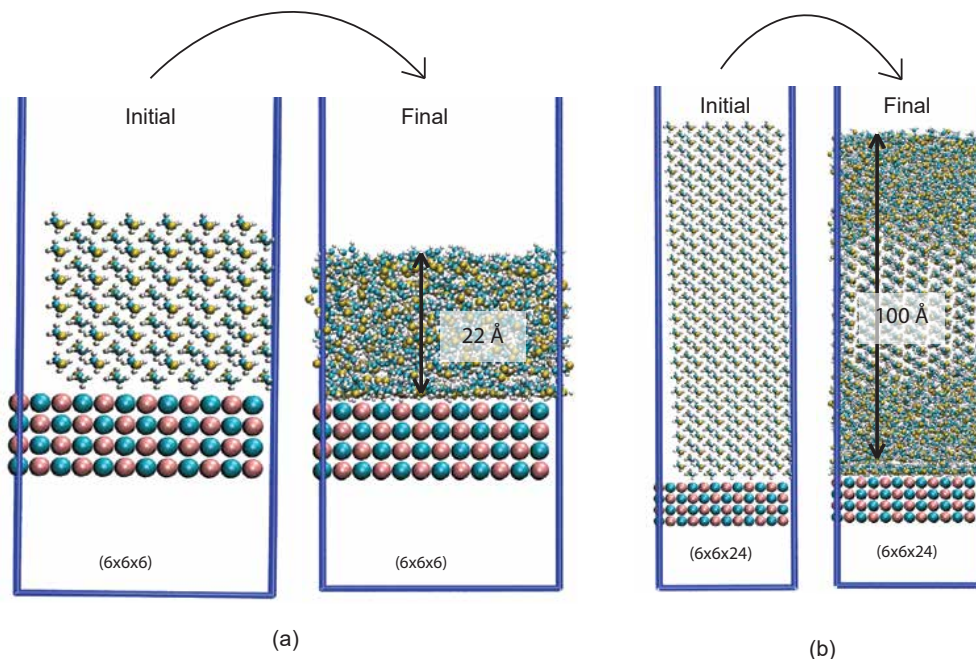 Initial
Final
22 Å
(6x6x6)
(6x6x6)
(a)
Initial
Final
100 Å
(6x6x24)
(6x6x24)
(b)